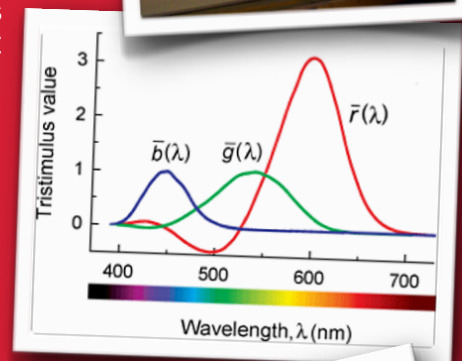 Tristimulus value
3
2
1
0
b̄(λ)
ḡ(λ)
r̄(λ)
400
500
600
700
Wavelength, λ (nm)